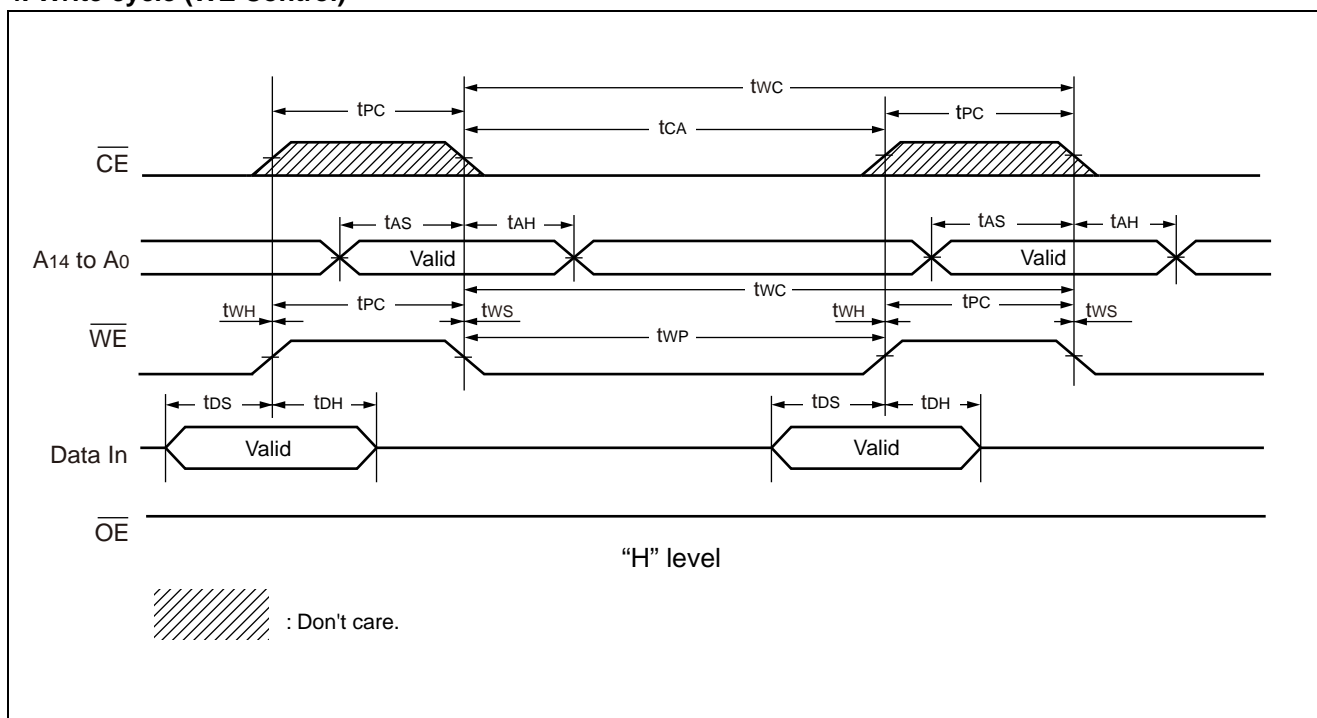 tWC
tPC
tCA
tPC
CE
tAS
tAH
tAS
tAH
A14 to A0
Valid
Valid
tWC
tWH
tPC
tWS
tWH
tPC
tWS
WE
tWP
tDS
tDH
tDS
tDH
Data In
Valid
Valid
OE
“H” level
: Don't care.